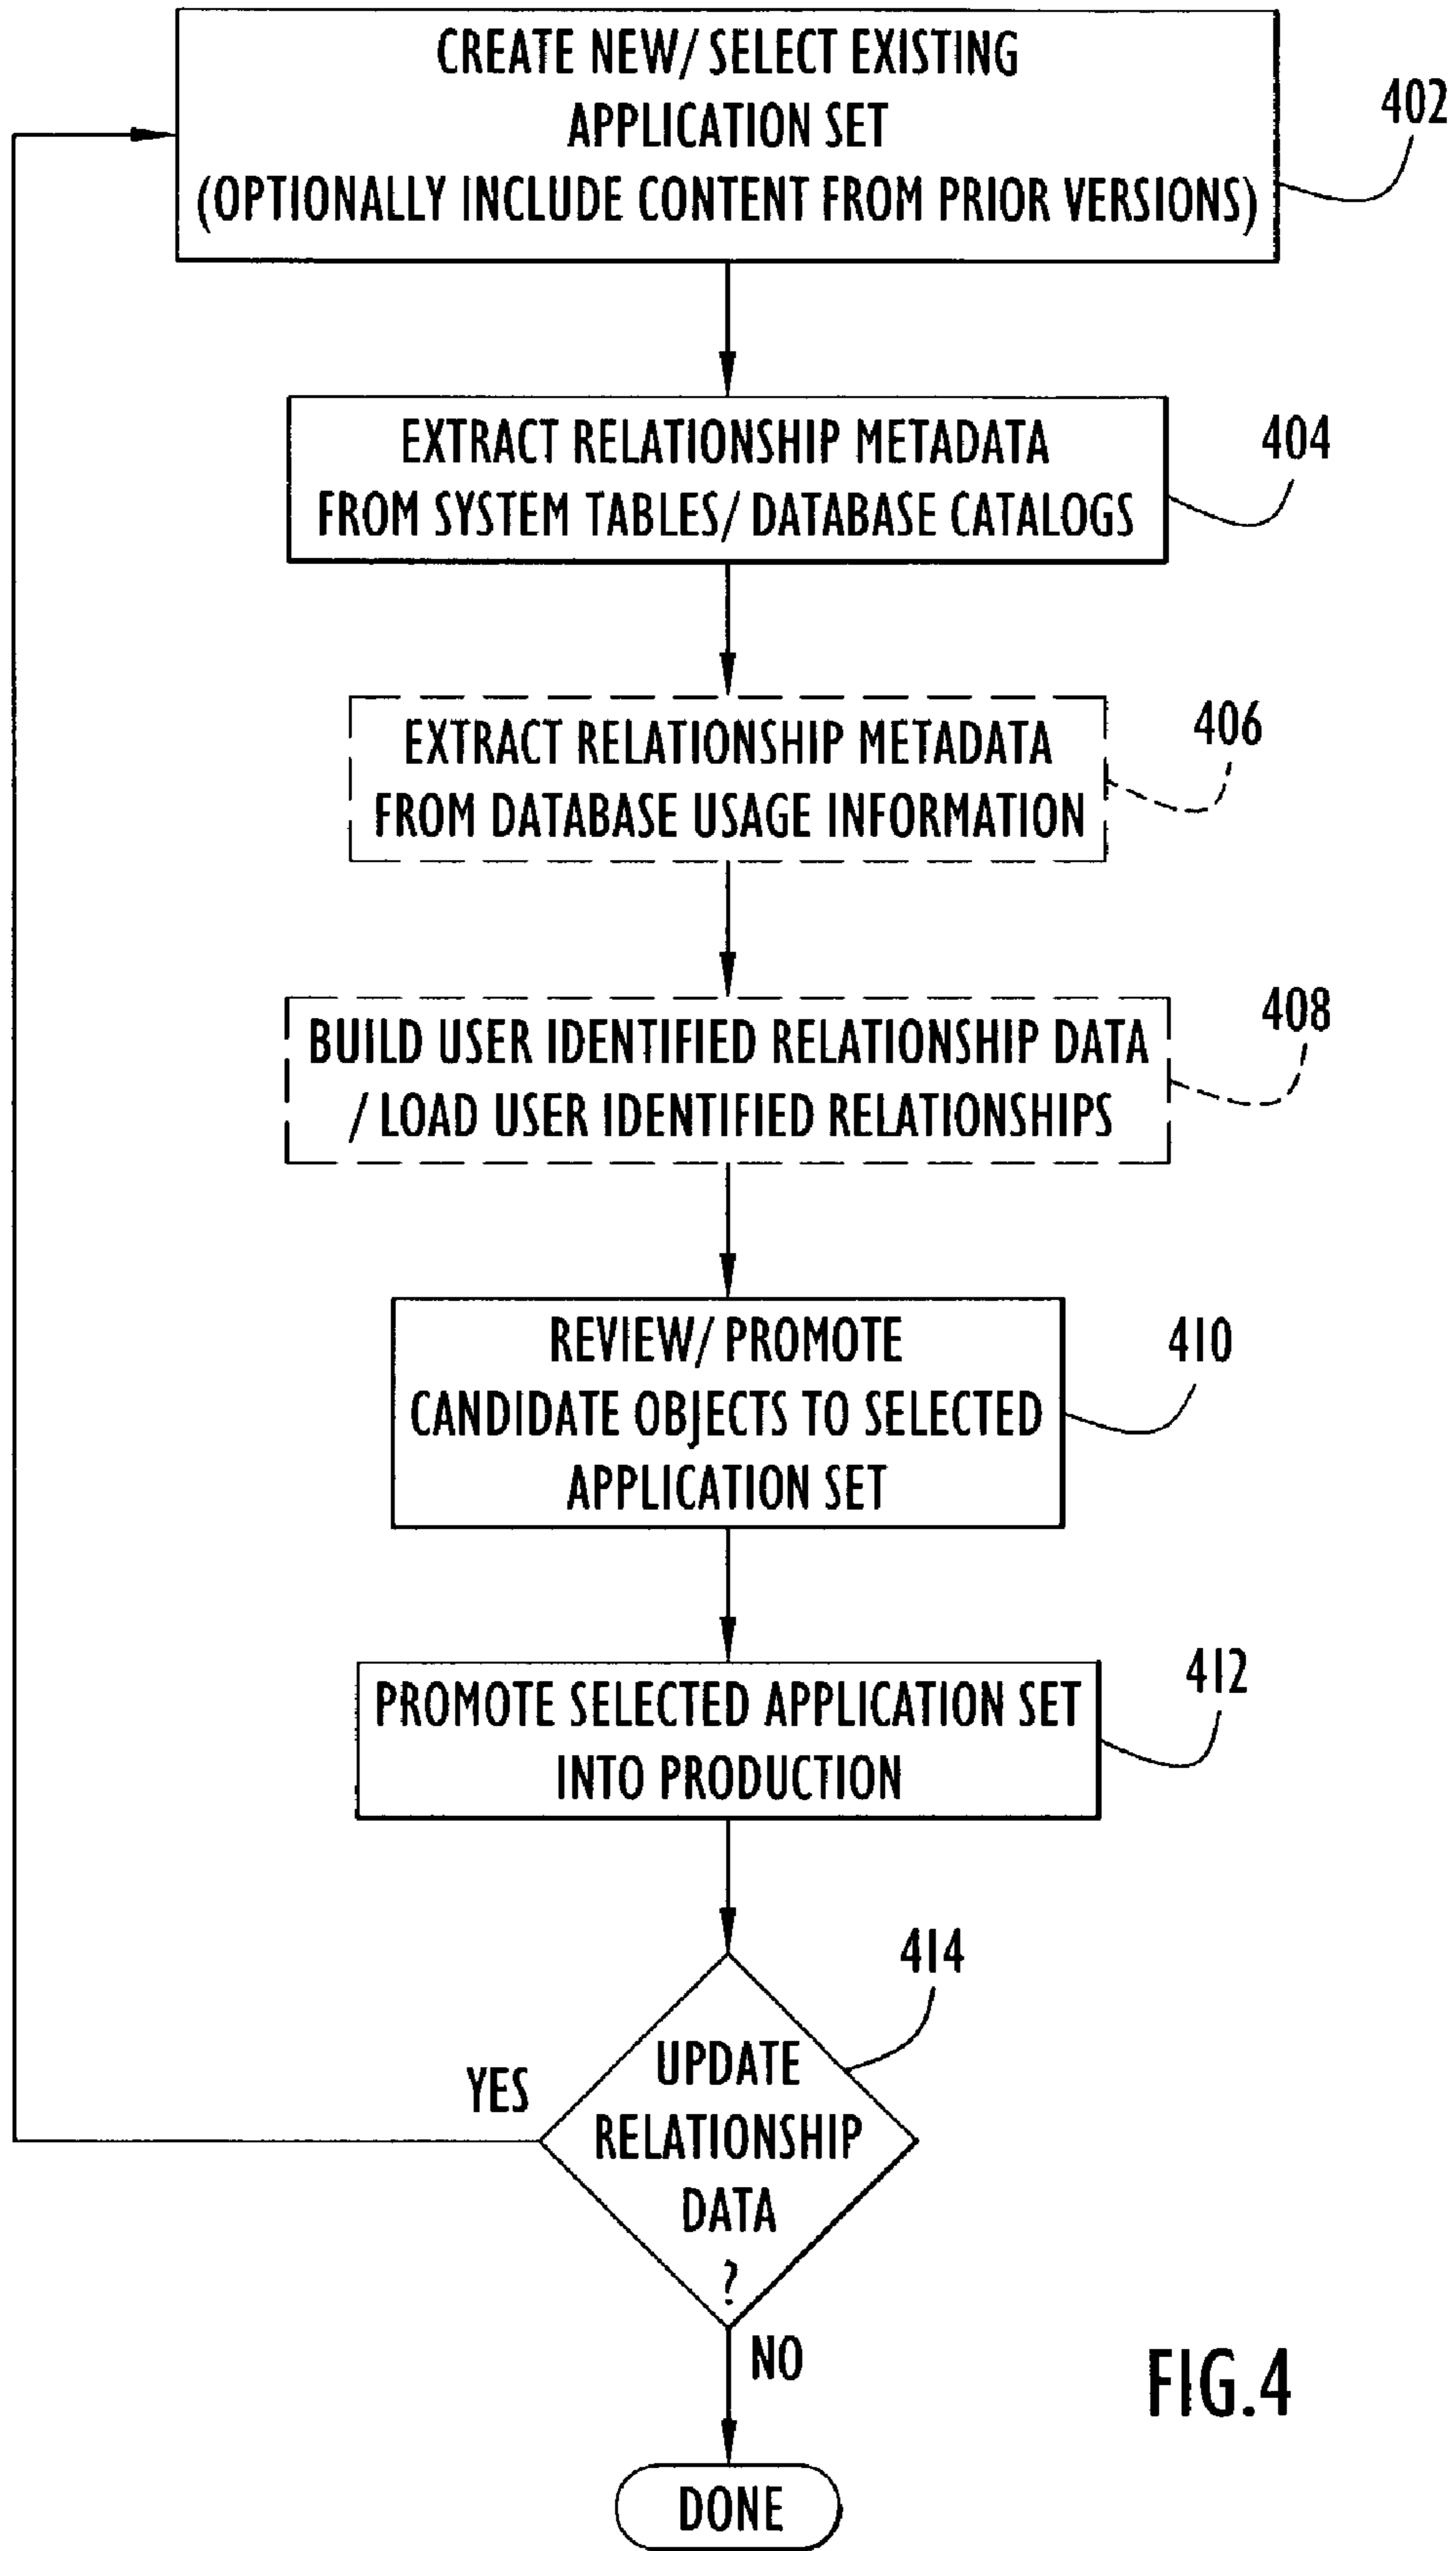 CREATE NEW/ SELECT EXISTING
APPLICATION SET
(OPTIONALLY INCLUDE CONTENT FROM PRIOR VERSIONS)
402
EXTRACT RELATIONSHIP METADATA
FROM SYSTEM TABLES/ DATABASE CATALOGS
404
EXTRACT RELATIONSHIP METADATA
FROM DATABASE USAGE INFORMATION
406
BUILD USER IDENTIFIED RELATIONSHIP DATA
/ LOAD USER IDENTIFIED RELATIONSHIPS
408
REVIEW/ PROMOTE
CANDIDATE OBJECTS TO SELECTED
APPLICATION SET
410
PROMOTE SELECTED APPLICATION SET
INTO PRODUCTION
412
414
UPDATE
RELATIONSHIP
DATA
?
YES
NO
DONE
FIG.4